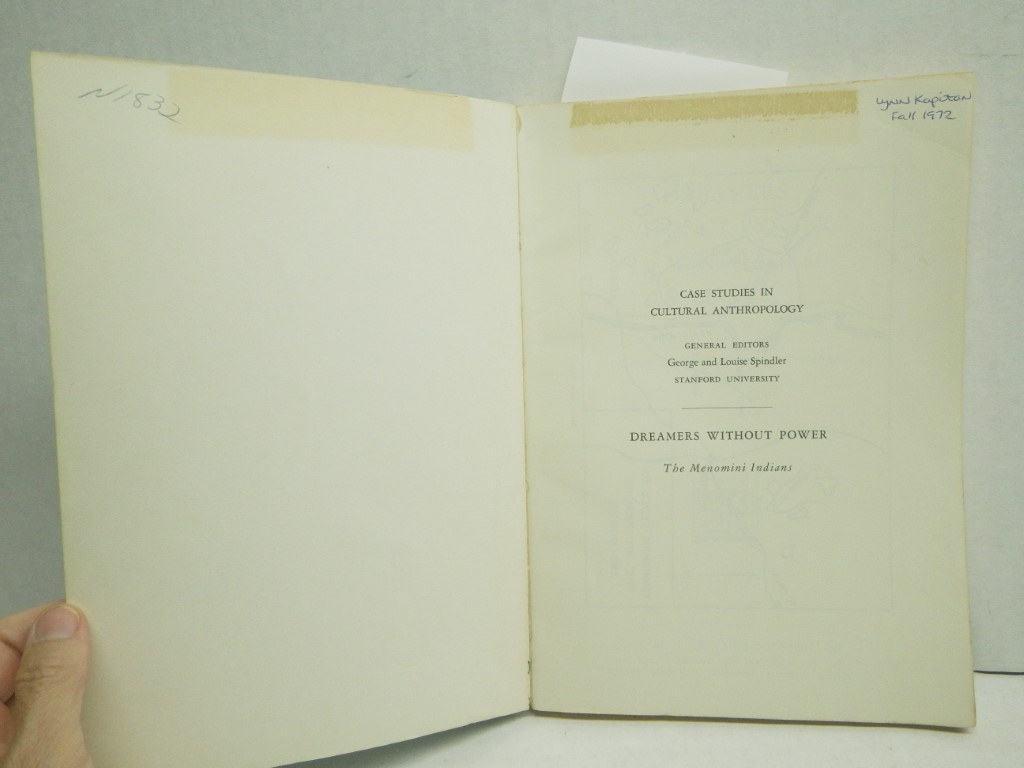 N1832
Lynn Kapiton
Fall 1972
CASE STUDIES IN
CULTURAL ANTHROPOLOGY
GENERAL EDITORS
George and Louise Spindler
STANFORD UNIVERSITY
DREAMERS WITHOUT POWER
The Menomini Indians